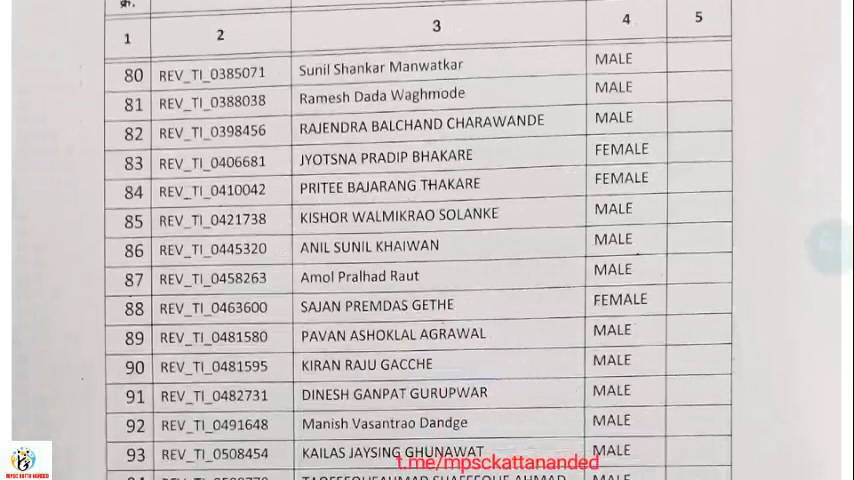 क्र.
1 2 3 4 5
80 REV_TI_0385071 Sunil Shankar Manwatkar MALE
81 REV_TI_0388038 Ramesh Dada Waghmode MALE
82 REV_TI_0398456 RAJENDRA BALCHAND CHARAWANDE MALE
83 REV_TI_0406681 JYOTSNA PRADIP BHAKARE FEMALE
84 REV_TI_0410042 PRITEE BAJARANG THAKARE FEMALE
85 REV_TI_0421738 KISHOR WALMIKRAO SOLANKE MALE
86 REV_TI_0445320 ANIL SUNIL KHAIWAN MALE
87 REV_TI_0458263 Amol Pralhad Raut MALE
88 REV_TI_0463600 SAJAN PREMDAS GETHE FEMALE
89 REV_TI_0481580 PAVAN ASHOKLAL AGRAWAL MALE
90 REV_TI_0481595 KIRAN RAJU GACCHE MALE
91 REV_TI_0482731 DINESH GANPAT GURUPWAR MALE
92 REV_TI_0491648 Manish Vasantrao Dandge MALE
93 REV_TI_0508454 KAILAS JAYSING GHUNAWAT MALE
t.me/mpsckattananded
MPSC KATTA NANDED